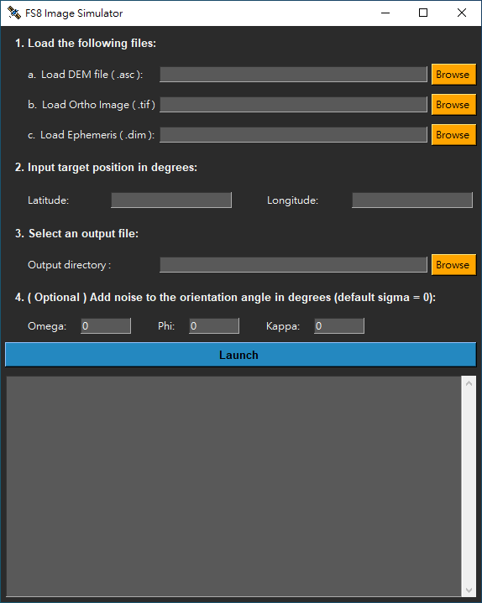 FS8 Image Simulator
1. Load the following files:
a. Load DEM file ( .asc ):
Browse
b. Load Ortho Image ( .tif )
Browse
c. Load Ephemeris ( .dim ):
Browse
2. Input target position in degrees:
Latitude: Longitude:
3. Select an output file:
Output directory :
Browse
4. ( Optional ) Add noise to the orientation angle in degrees (default sigma = 0):
Omega: 0 Phi: 0 Kappa: 0
Launch